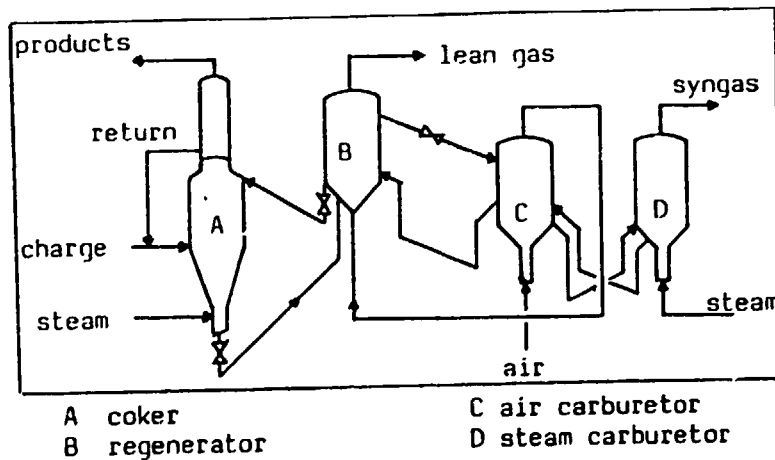 products
lean gas
syngas
return
B
A
C
D
charge
steam
steam
air
A coker
C air carburetor
B regenerator
D steam carburetor